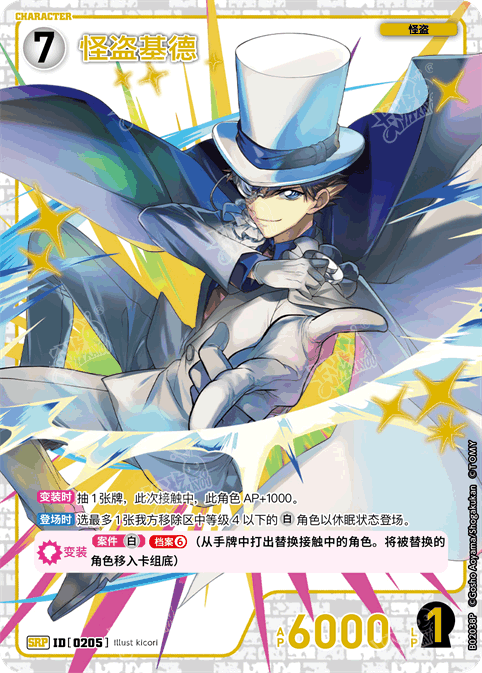 CHARACTER
7
怪盗基德
怪盗
变装时 抽1张牌，此次接触中，此角色AP+1000。
登场时 选最多1张我方移除区中等级4以下的 白 角色以休眠状态登场。
变装 案件 白 档案 6 （从手牌中打出替换接触中的角色。将被替换的
角色移入卡组底）
AP 6000
LP 1
SRP ID[0205] Illust kicori
B02038P ©Gosho Aoyama/Shogakukan ©TOMY